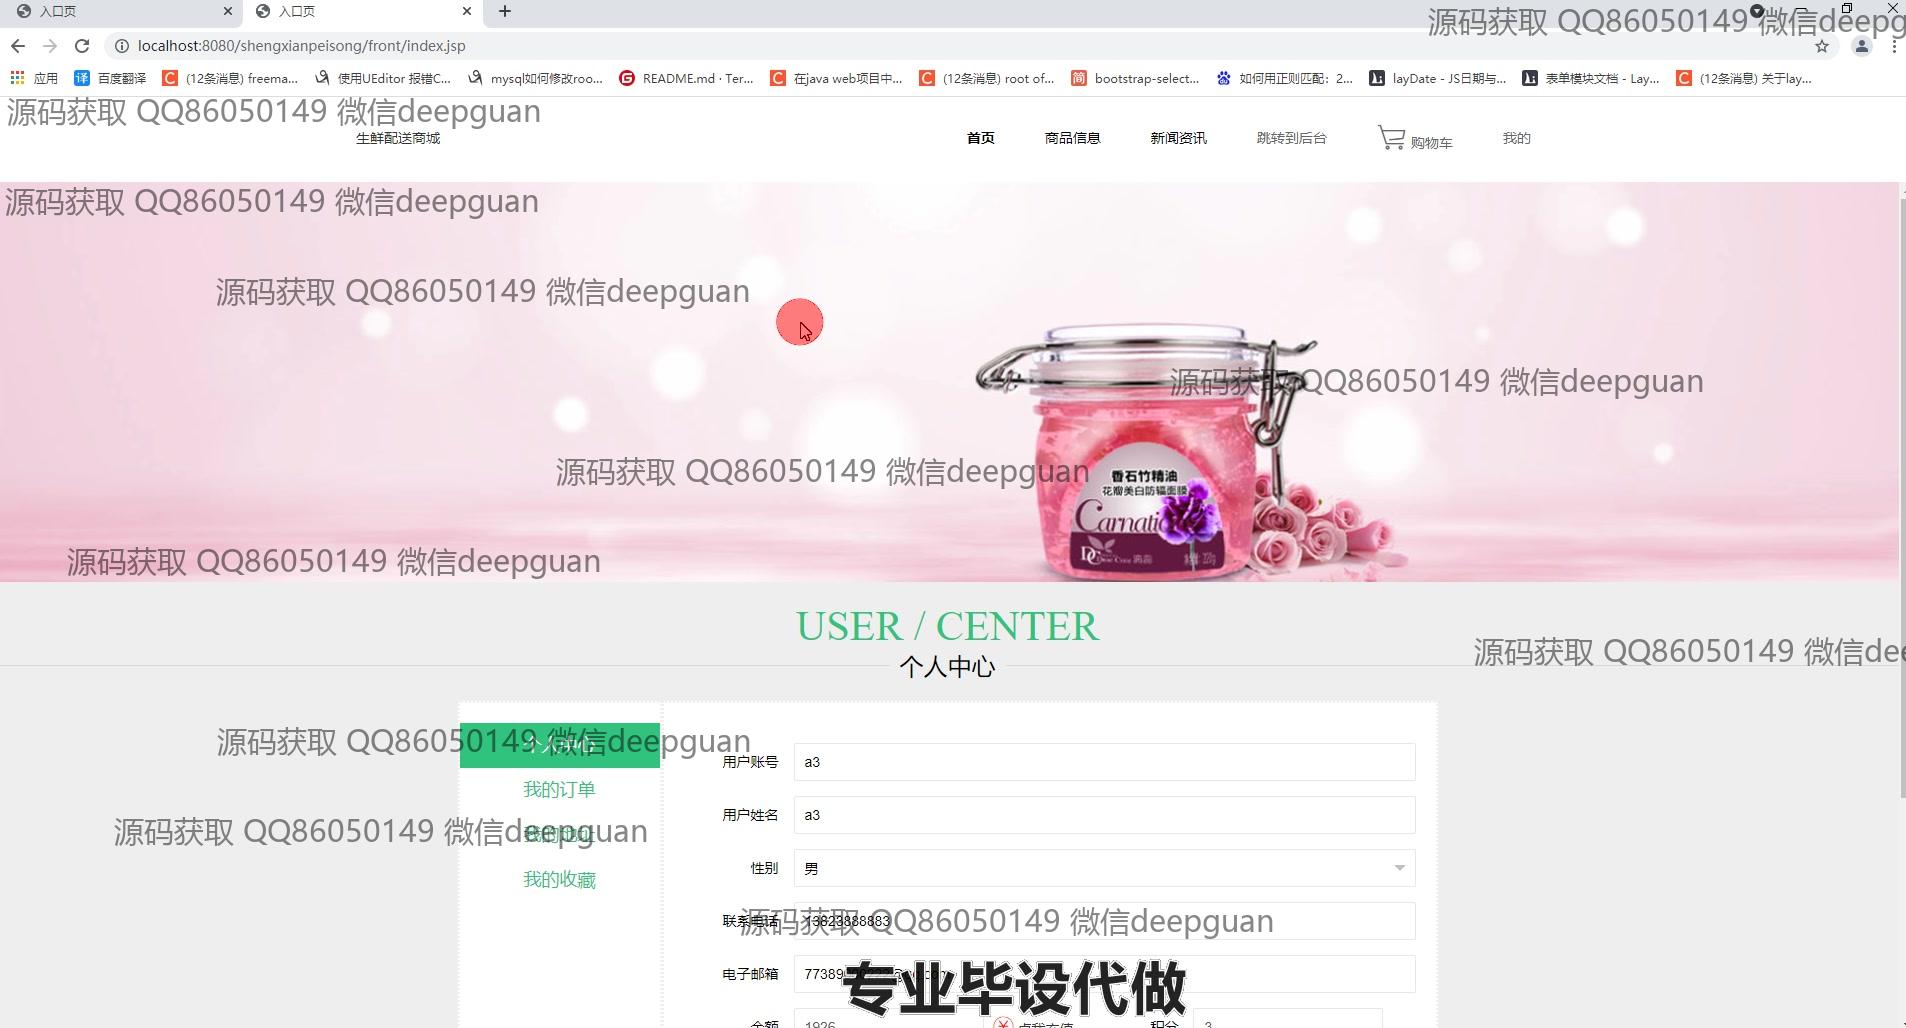 入口页
入口页
源码获取 QQ86050149 微信deepg
localhost:8080/shengxianpeisong/front/index.jsp
应用 百度翻译 (12条消息) freema... 使用UEditor 报错C... mysql如何修改roo... README.md · Ter... 在java web项目中... (12条消息) root of... bootstrap-select... 如何用正则匹配：2... layDate - JS日期与... 表单模块文档 - Lay... (12条消息) 关于lay...
源码获取 QQ86050149 微信deepguan
生鲜配送商城 首页 商品信息 新闻资讯 跳转到后台 购物车 我的
源码获取 QQ86050149 微信deepguan
源码获取 QQ86050149 微信deepguan
源码获取 QQ86050149 微信deepguan
源码获取 QQ86050149 微信deepguan
香石竹精油
花瓣美白防辐面膜
Carnati
源码获取 QQ86050149 微信deepguan
USER / CENTER
个人中心
源码获取 QQ86050149 微信dee
源码获取 QQ86050149 微信deepguan
个人中心
用户账号 a3
我的订单
用户姓名 a3
源码获取 QQ86050149 微信deepguan
我的地址
性别 男
我的收藏
联系电话 13823888883
源码获取 QQ86050149 微信deepguan
电子邮箱
专业毕设代做
金额 1926 点我充值 积分 3